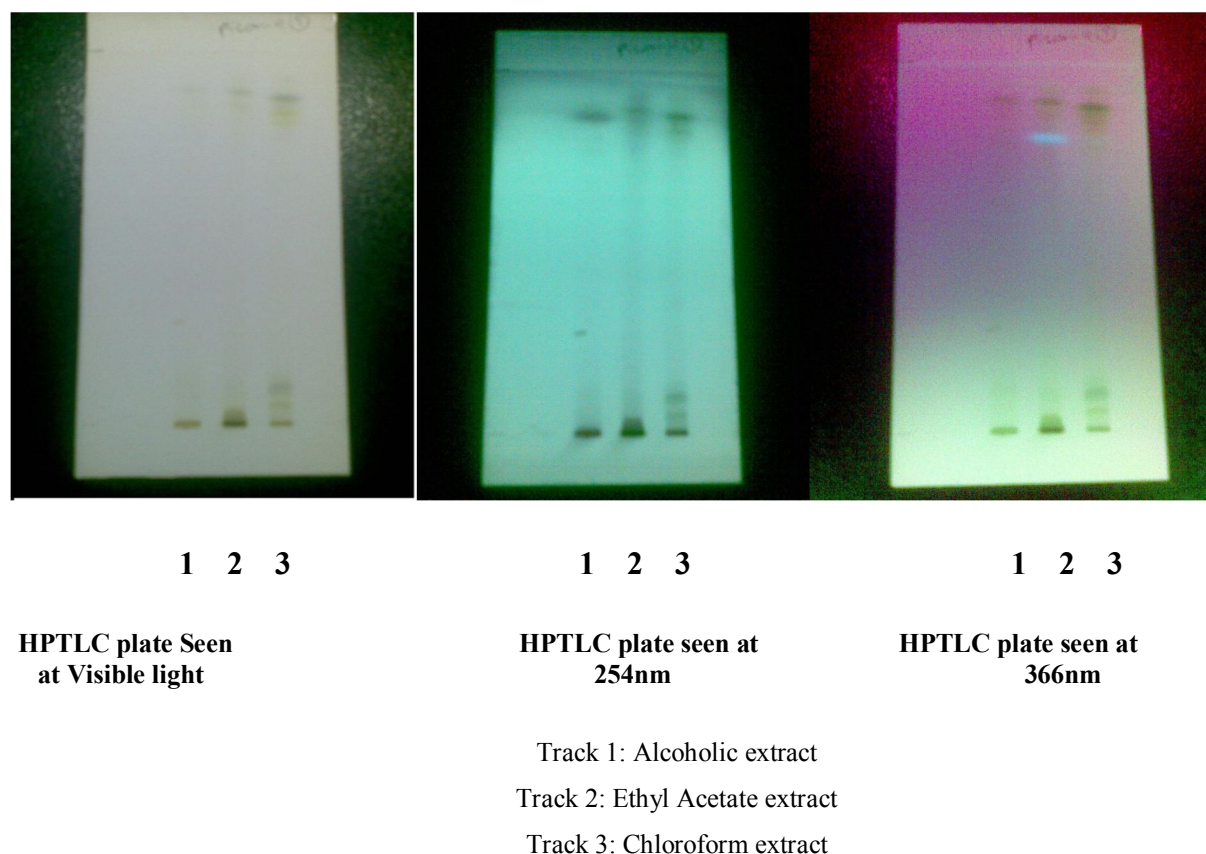 1 2 3
1 2 3
1 2 3
HPTLC plate Seen
at Visible light
HPTLC plate seen at
254nm
HPTLC plate seen at
366nm
Track 1: Alcoholic extract
Track 2: Ethyl Acetate extract
Track 3: Chloroform extract